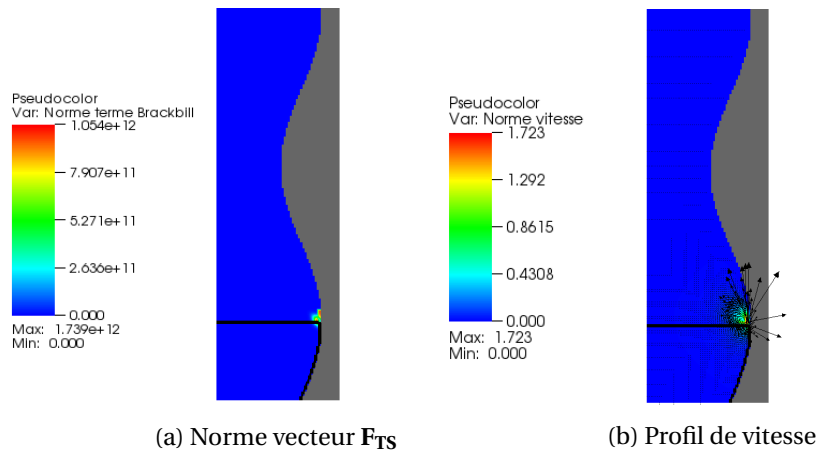 Pseudocolor
Var: Norme terme Brackbill
1.054e+12
7.907e+11
5.271e+11
2.636e+11
0.000
Max: 1.739e+12
Min: 0.000
(a) Norme vecteur F_TS
Pseudocolor
Var: Norme vitesse
1.723
1.292
0.8615
0.4308
0.000
Max: 1.723
Min: 0.000
(b) Profil de vitesse